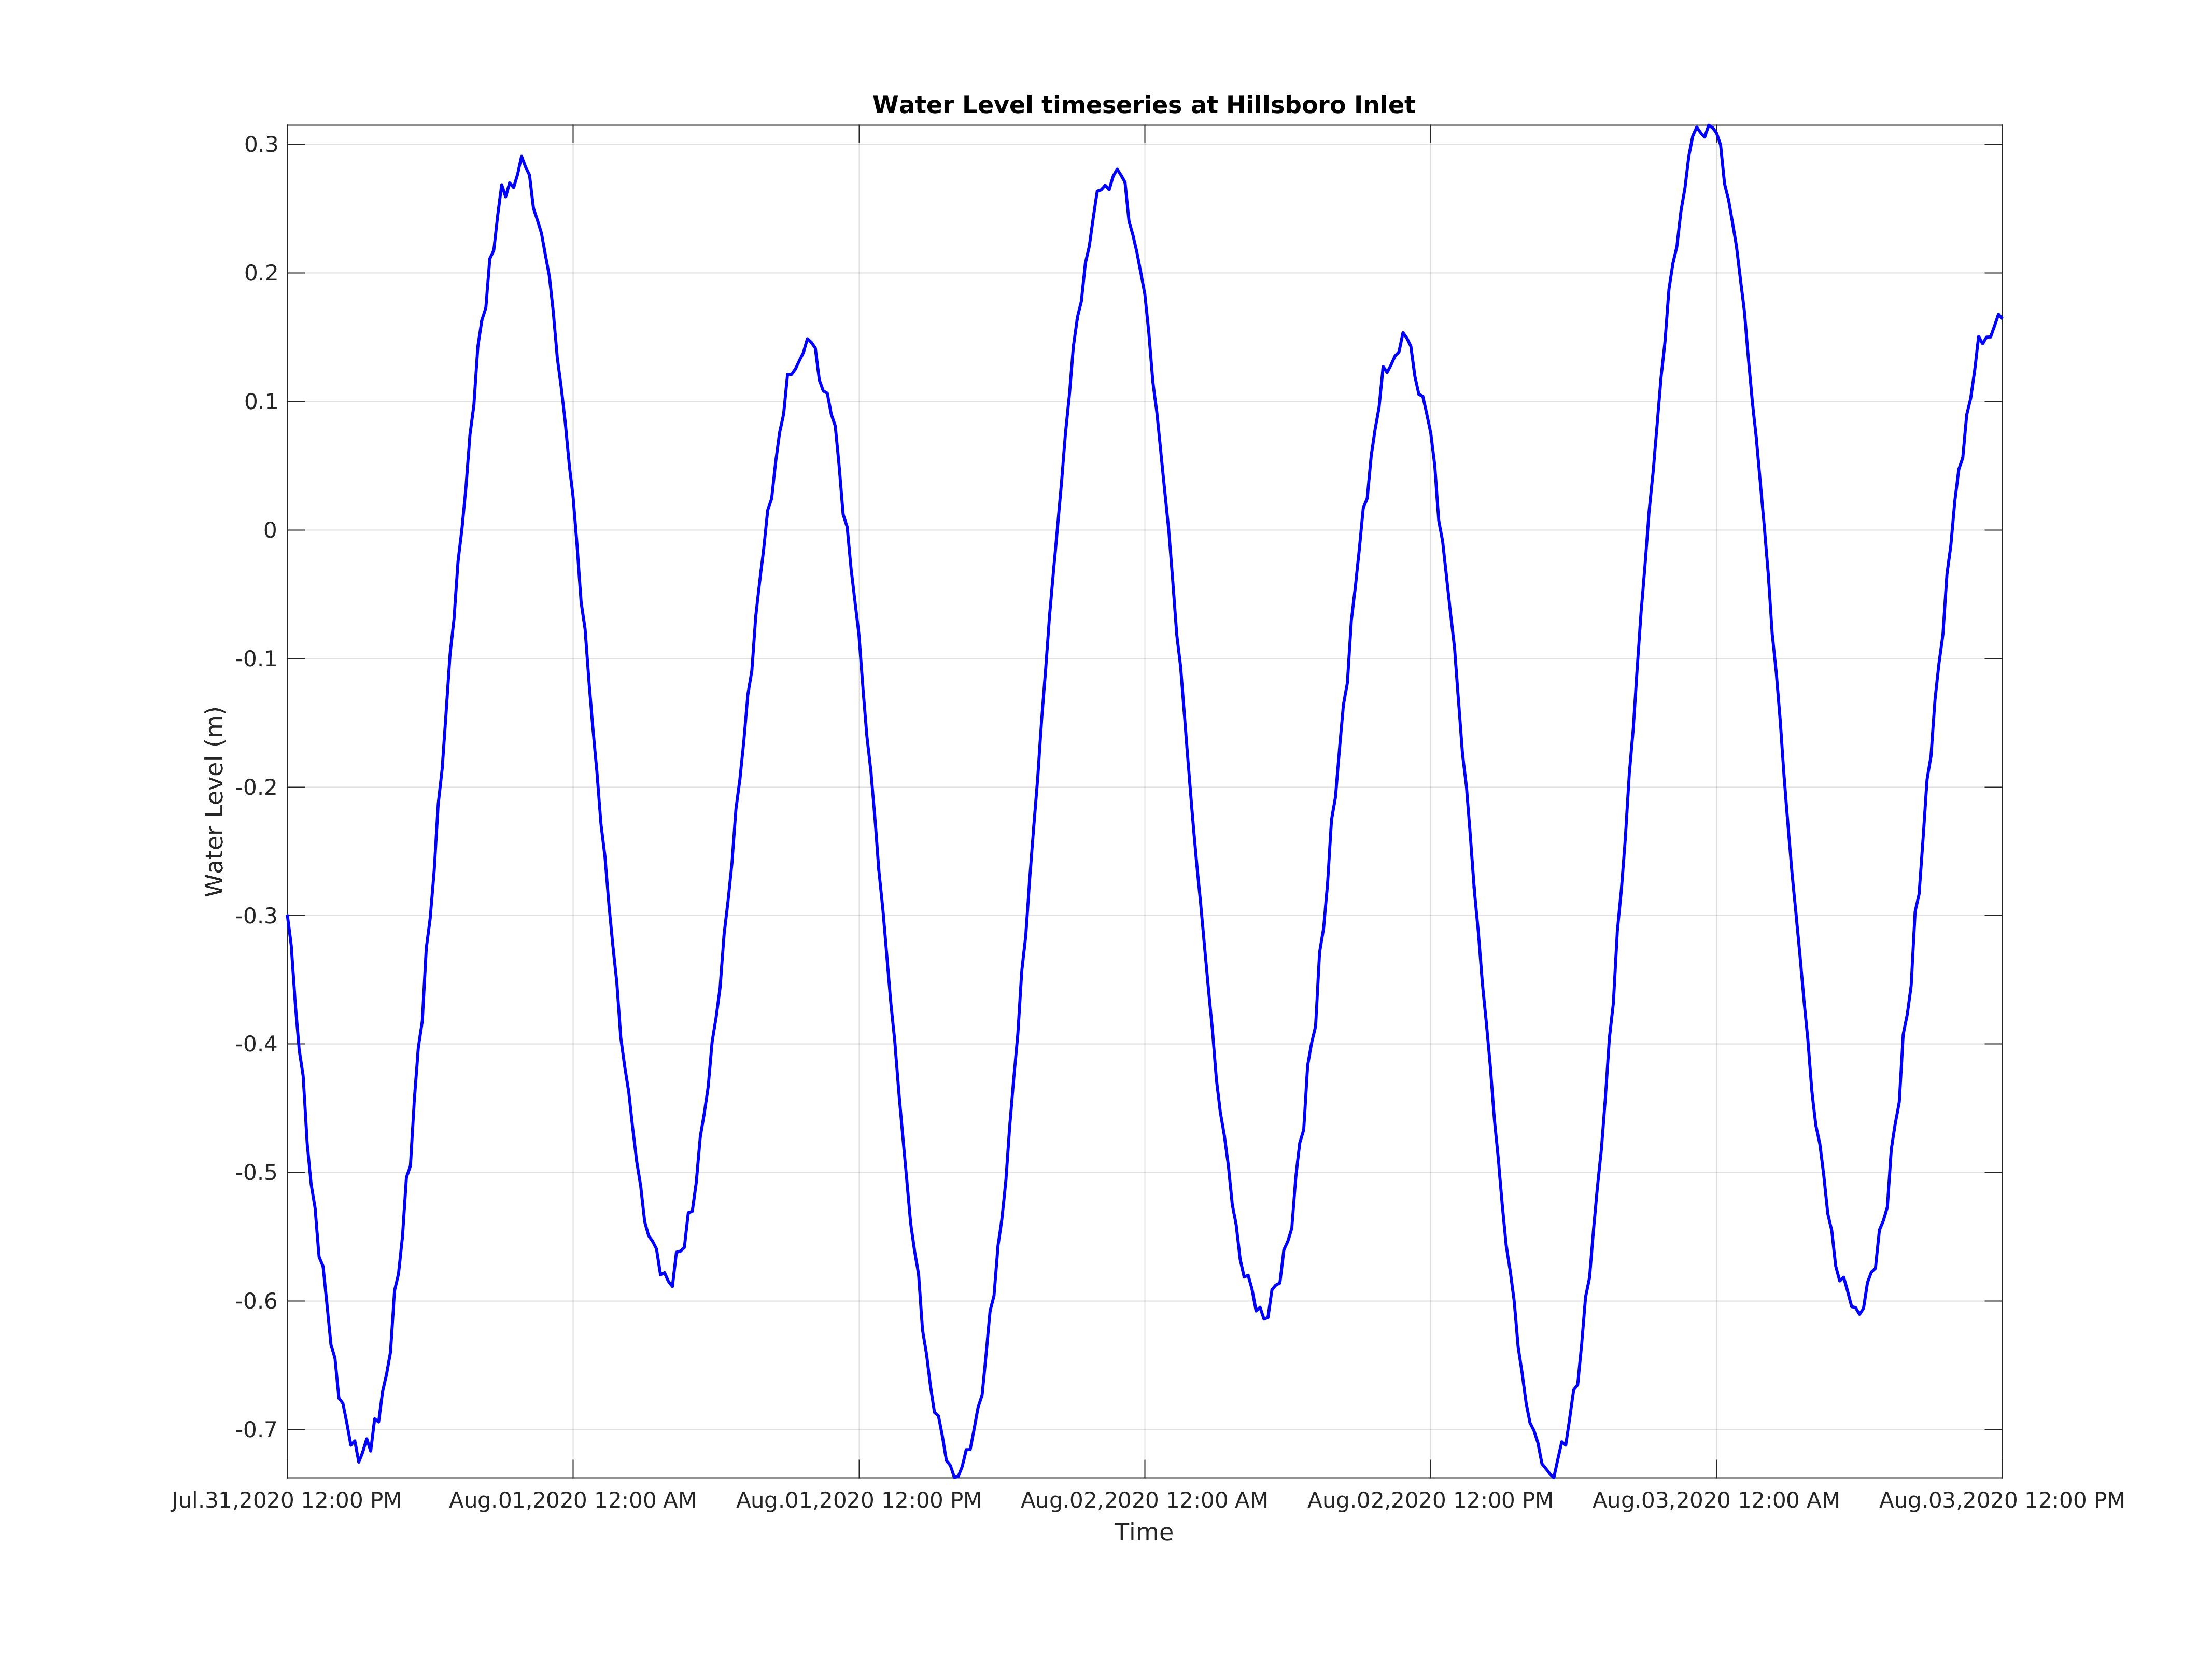 Water Level timeseries at Hillsboro Inlet
0.3
0.2
0.1
0
-0.1
-0.2
-0.3
-0.4
-0.5
-0.6
-0.7
Water Level (m)
Jul.31,2020 12:00 PM Aug.01,2020 12:00 AM Aug.01,2020 12:00 PM Aug.02,2020 12:00 AM Aug.02,2020 12:00 PM Aug.03,2020 12:00 AM Aug.03,2020 12:00 PM
Time